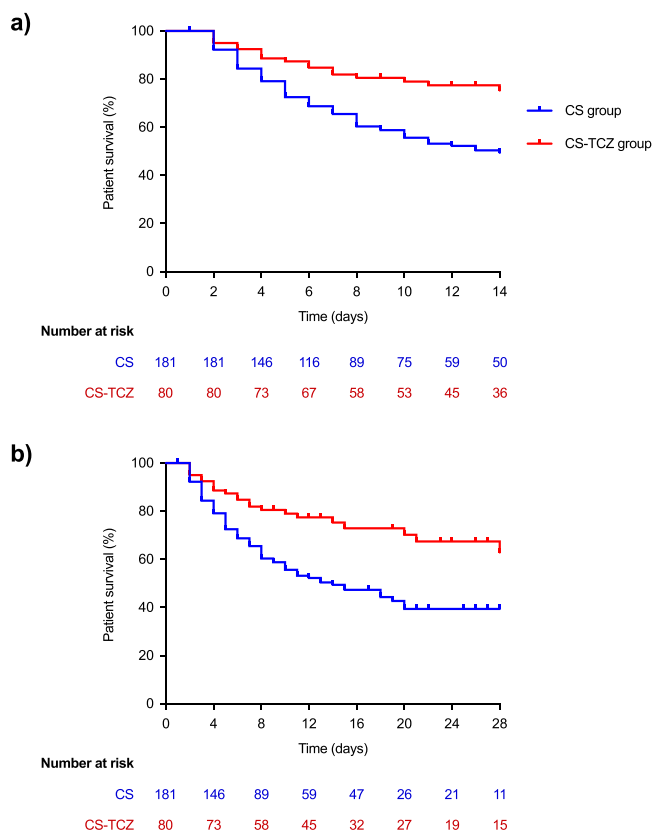 a)
100
80
60
40
20
0
Patient survival (%)
0 2 4 6 8 10 12 14
Time (days)
CS group
CS-TCZ group
Number at risk
CS 181 181 146 116 89 75 59 50
CS-TCZ 80 80 73 67 58 53 45 36
b)
100
80
60
40
20
0
Patient survival (%)
0 4 8 12 16 20 24 28
Time (days)
Number at risk
CS 181 146 89 59 47 26 21 11
CS-TCZ 80 73 58 45 32 27 19 15